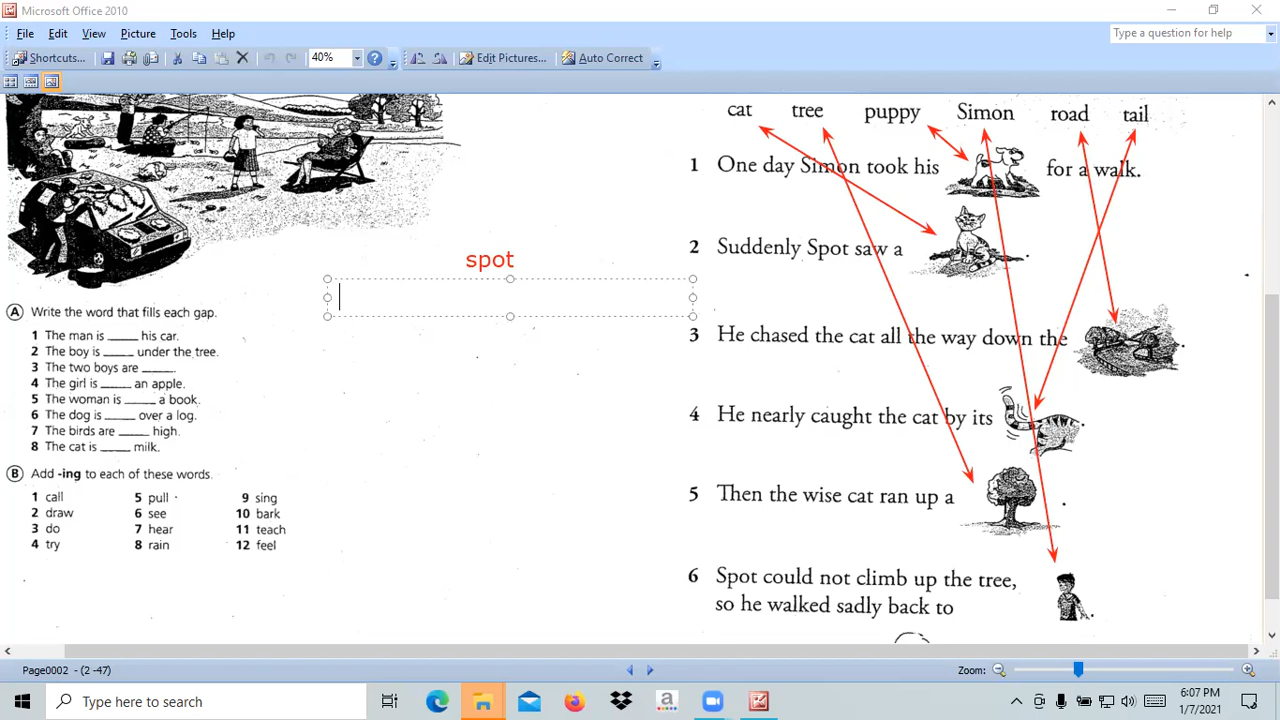 Microsoft Office 2010
File Edit View Picture Tools Help
Type a question for help
Shortcuts... 40% Edit Pictures... Auto Correct
cat tree puppy Simon road tail
1 One day Simon took his for a walk.
2 Suddenly Spot saw a .
spot
3 He chased the cat all the way down the .
4 He nearly caught the cat by its .
5 Then the wise cat ran up a .
6 Spot could not climb up the tree,
so he walked sadly back to .
A Write the word that fills each gap.
1 The man is _____ his car.
2 The boy is _____ under the tree.
3 The two boys are _____.
4 The girl is _____ an apple.
5 The woman is _____ a book.
6 The dog is _____ over a log.
7 The birds are _____ high.
8 The cat is _____ milk.
B Add -ing to each of these words.
1 call 5 pull 9 sing
2 draw 6 see 10 bark
3 do 7 hear 11 teach
4 try 8 rain 12 feel
Page0002 - (2 -47) Zoom:
Type here to search
a
6:07 PM
1/7/2021